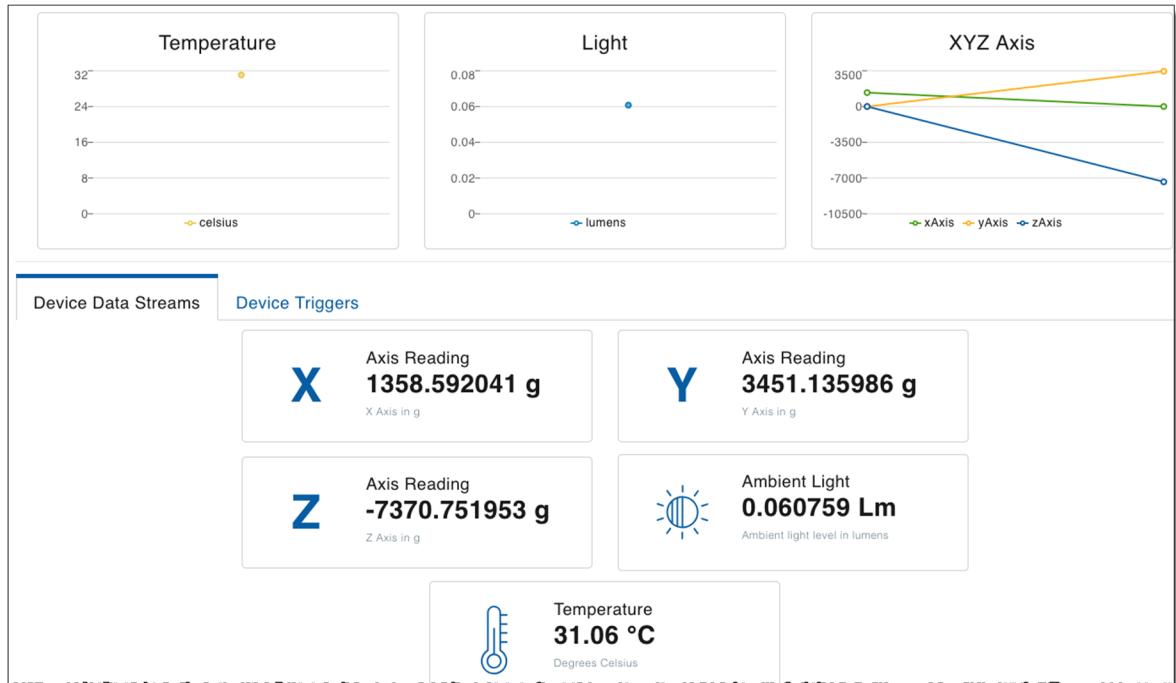 Temperature
32
24
16
8
0
celsius
Light
0.08
0.06
0.04
0.02
0
lumens
XYZ Axis
3500
0
-3500
-7000
-10500
xAxis yAxis zAxis
Device Data Streams Device Triggers
X
Axis Reading
1358.592041 g
X Axis in g
Y
Axis Reading
3451.135986 g
Y Axis in g
Z
Axis Reading
-7370.751953 g
Z Axis in g
Ambient Light
0.060759 Lm
Ambient light level in lumens
Temperature
31.06 °C
Degrees Celsius